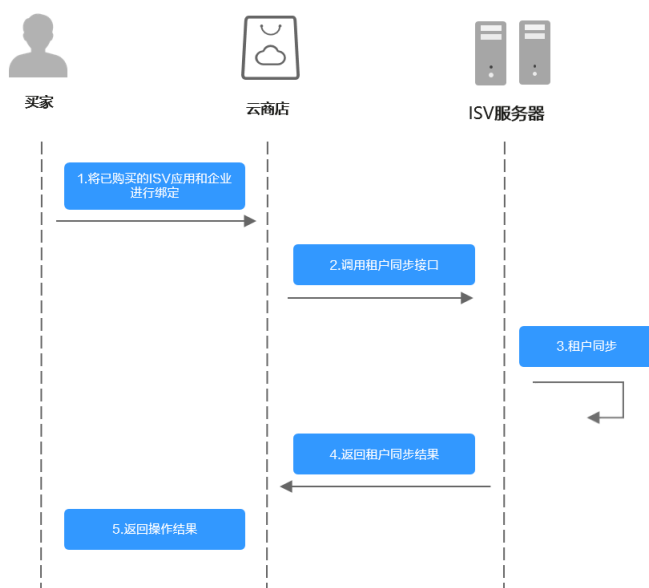 买家
云商店
ISV服务器
1.将已购买的ISV应用和企业
进行绑定
2.调用租户同步接口
3.租户同步
4.返回租户同步结果
5.返回操作结果